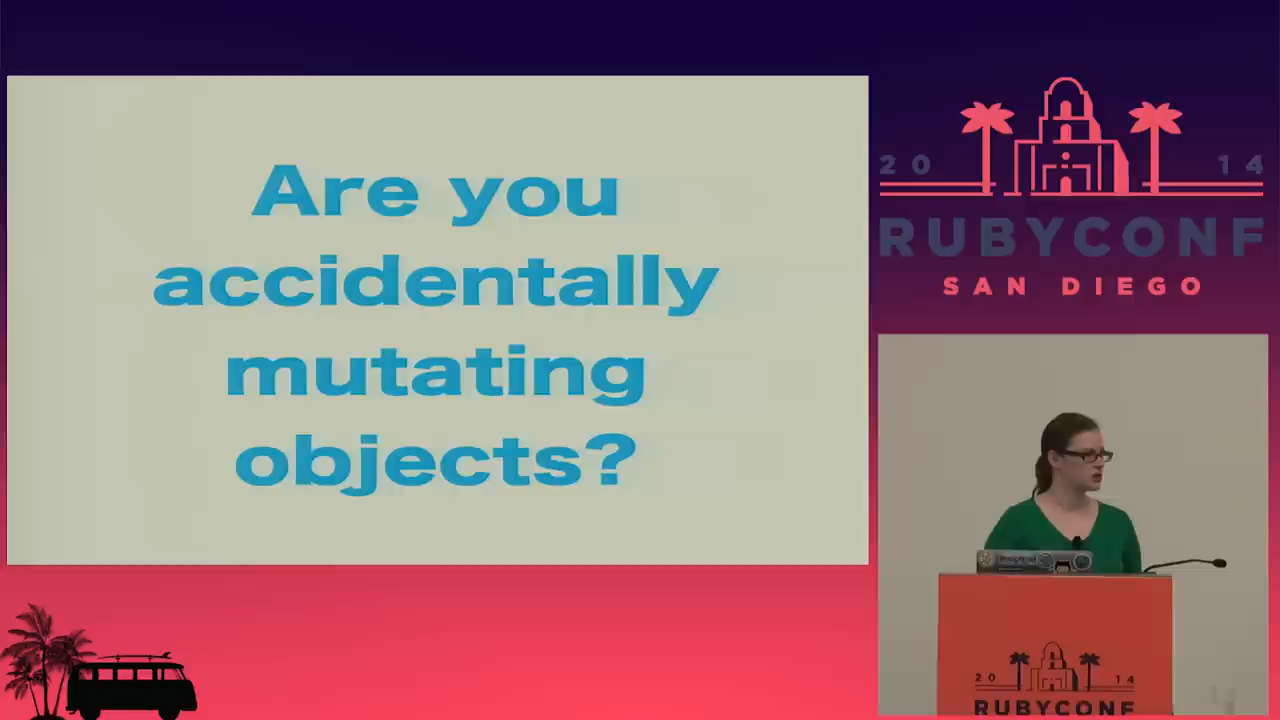 Are you
accidentally
mutating
objects?
20 14
RUBYCONF
SAN DIEGO
20 14
RUBYCONF